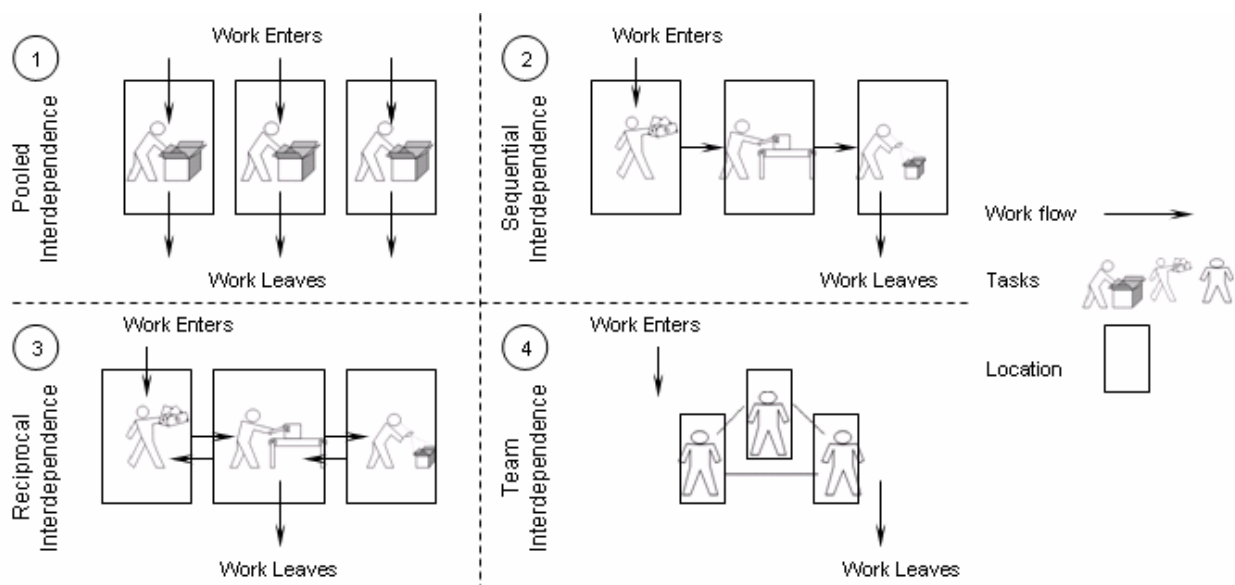 1
Work Enters
Pooled
Interdependence
Work Leaves
2
Work Enters
Sequential
Interdependence
Work Leaves
3
Work Enters
Reciprocal
Interdependence
Work Leaves
4
Work Enters
Team
Interdependence
Work Leaves
Work flow
Tasks
Location